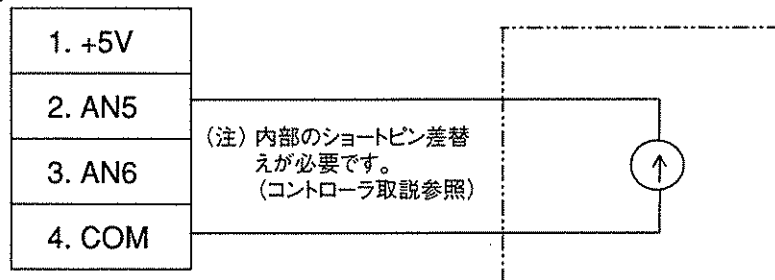 1. +5V
2. AN5
3. AN6
4. COM
(注) 内部のショートピン差替
えが必要です。
(コントローラ取説参照)